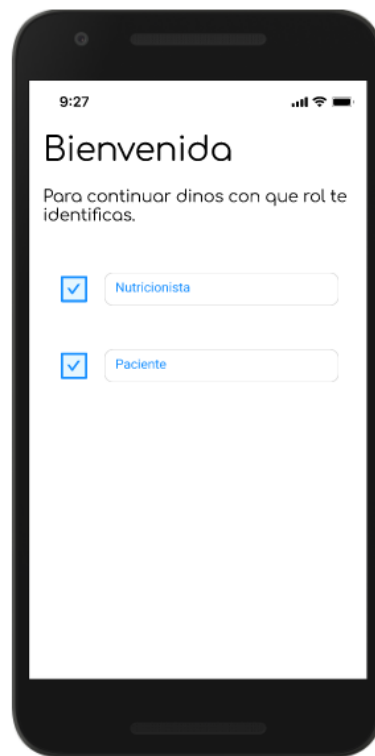 9:27
Bienvenida
Para continuar dinos con que rol te
identificas.
Nutricionista
Paciente